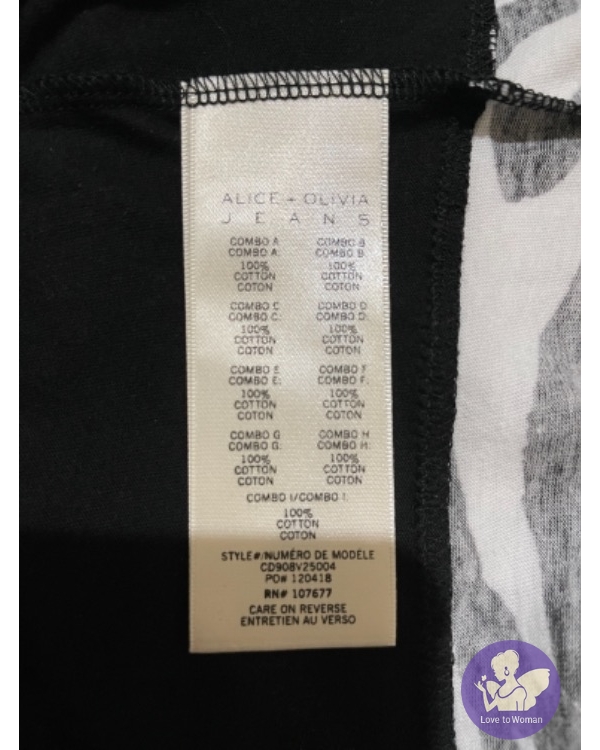 ALICE + OLIVIA
JEANS
COMBO A COMBO B
COMBO A: COMBO B:
100% 100%
COTTON COTTON
COTON COTON
COMBO C COMBO D
COMBO C: COMBO D:
100% 100%
COTTON COTTON
COTON COTON
COMBO E COMBO F
COMBO E: COMBO F:
100% 100%
COTTON COTTON
COTON COTON
COMBO G COMBO H
COMBO G: COMBO H:
100% 100%
COTTON COTTON
COTON COTON
COMBO I/COMBO I:
100%
COTTON
COTON
STYLE#/NUMÉRO DE MODÈLE
CD908V25004
PO# 120418
RN# 107677
CARE ON REVERSE
ENTRETIEN AU VERSO
Love to Woman